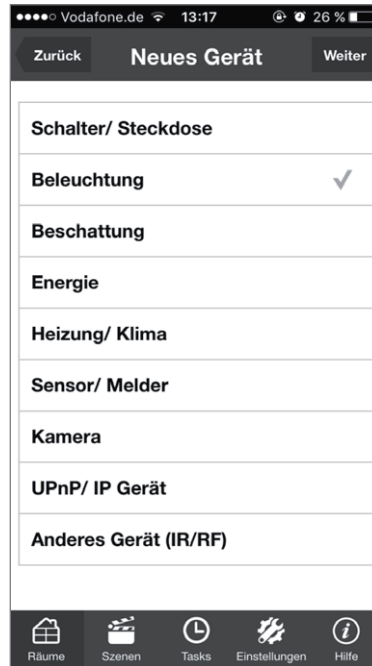 Vodafone.de 13:17 26 %
Zurück Neues Gerät Weiter
Schalter/ Steckdose
Beleuchtung
Beschattung
Energie
Heizung/ Klima
Sensor/ Melder
Kamera
UPnP/ IP Gerät
Anderes Gerät (IR/RF)
Räume Szenen Tasks Einstellungen Hilfe